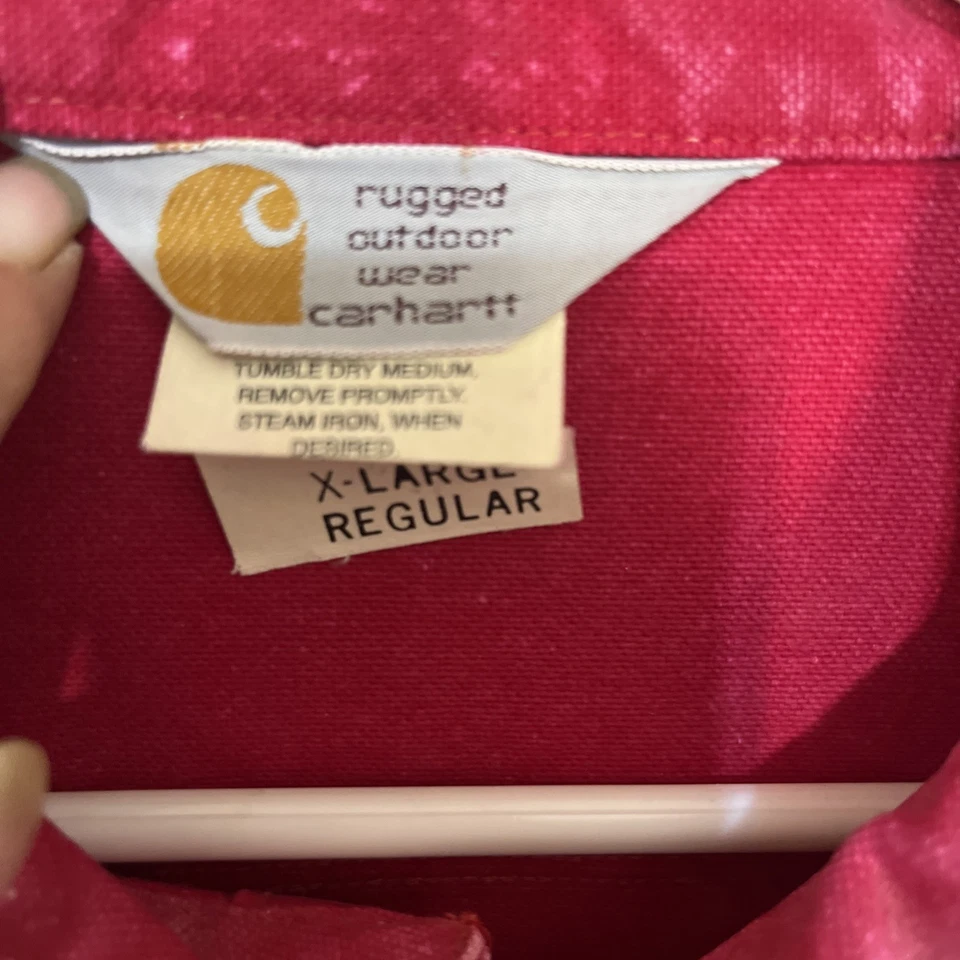 rugged
outdoor
wear
carhartt
TUMBLE DRY MEDIUM.
REMOVE PROMPTLY.
STEAM IRON, WHEN
DESIRED.
X-LARGE
REGULAR